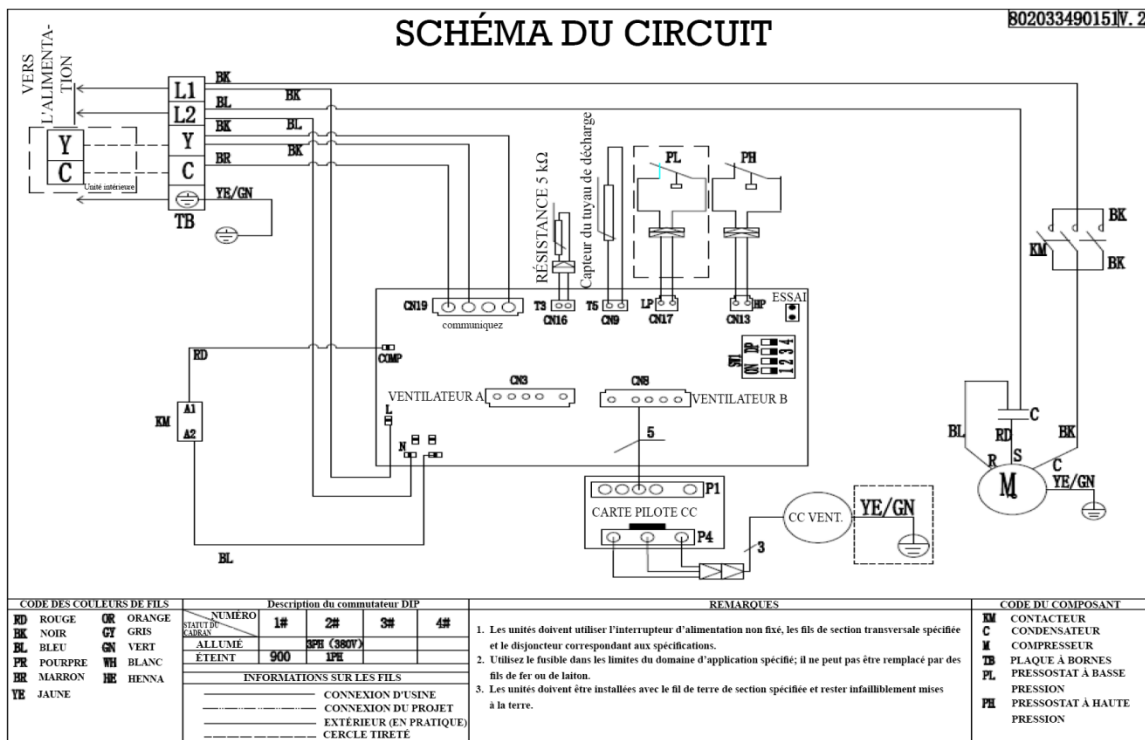 SCHÉMA DU CIRCUIT
802033490151 V. 2
VERS
L'ALIMENTA-
TION
L1
L2
Y
C
TB
Y
C
Unité intérieure
BK
BK
BL
BK
BL
BK
BR
YE/GN
RÉSISTANCE 5 kΩ
Capteur du tuyau de décharge
PL
PH
KM
BK
BK
CN19
communiquez
T3
CN16
T5
CN9
LP
CN17
CN13
HP
ESSAI
SW1
ON DP
1 2 3 4
COMP
RD
KM
A1
A2
BL
VENTILATEUR A
CN3
CN8
VENTILATEUR B
L
N
5
P1
CARTE PILOTE CC
P4
3
CC VENT.
YE/GN
C
BL
RD
BK
R
S
C
M
YE/GN
CODE DES COULEURS DE FILS
RD ROUGE OR ORANGE
BK NOIR GY GRIS
BL BLEU GN VERT
PR POURPRE WH BLANC
BR MARRON HE HENNA
YE JAUNE
Description du commutateur DIP
NUMÉRO 1# 2# 3# 4#
STATUT DU
CADRAN
ALLUMÉ 3PH (380V)
ÉTEINT 900 1PH
INFORMATIONS SUR LES FILS
CONNEXION D'USINE
CONNEXION DU PROJET
EXTÉRIEUR (EN PRATIQUE)
CERCLE TIRETÉ
REMARQUES
1. Les unités doivent utiliser l'interrupteur d'alimentation non fixé, les fils de section transversale spécifiée
et le disjoncteur correspondant aux spécifications.
2. Utilisez le fusible dans les limites du domaine d'application spécifié; il ne peut pas être remplacé par des
fils de fer ou de laiton.
3. Les unités doivent être installées avec le fil de terre de section spécifiée et rester infailliblement mises
à la terre.
CODE DU COMPOSANT
KM CONTACTEUR
C CONDENSATEUR
M COMPRESSEUR
TB PLAQUE À BORNES
PL PRESSOSTAT À BASSE
PRESSION
PH PRESSOSTAT À HAUTE
PRESSION